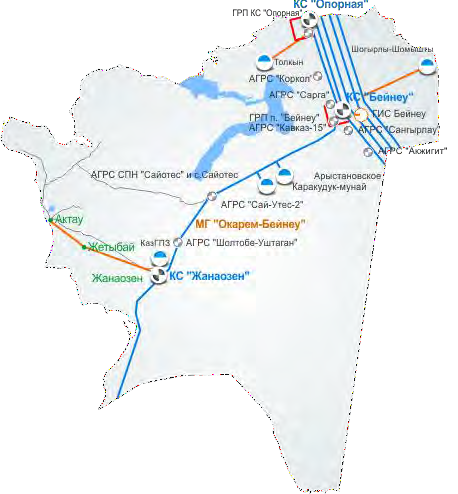 КС "Опорная"
ГРП КС "Опорная"
Шогырлы-Шомышты
Толкын
АГРС "Коркол"
АГРС "Сарга"
КС "Бейнеу"
ГРП п. "Бейнеу"
ГИС Бейнеу
АГРС "Кавказ-15"
АГРС "Сангырлау"
АГРС "Акжигит"
АГРС СПН "Сайотес" и с.Сайотес
Арыстановское
Каракудук-мунай
АГРС "Сай-Утес-2"
МГ "Окарем-Бейнеу"
Актау
Жетыбай
КазГПЗ
АГРС "Шолтобе-Уштаган"
Жанаозен
КС "Жанаозен"